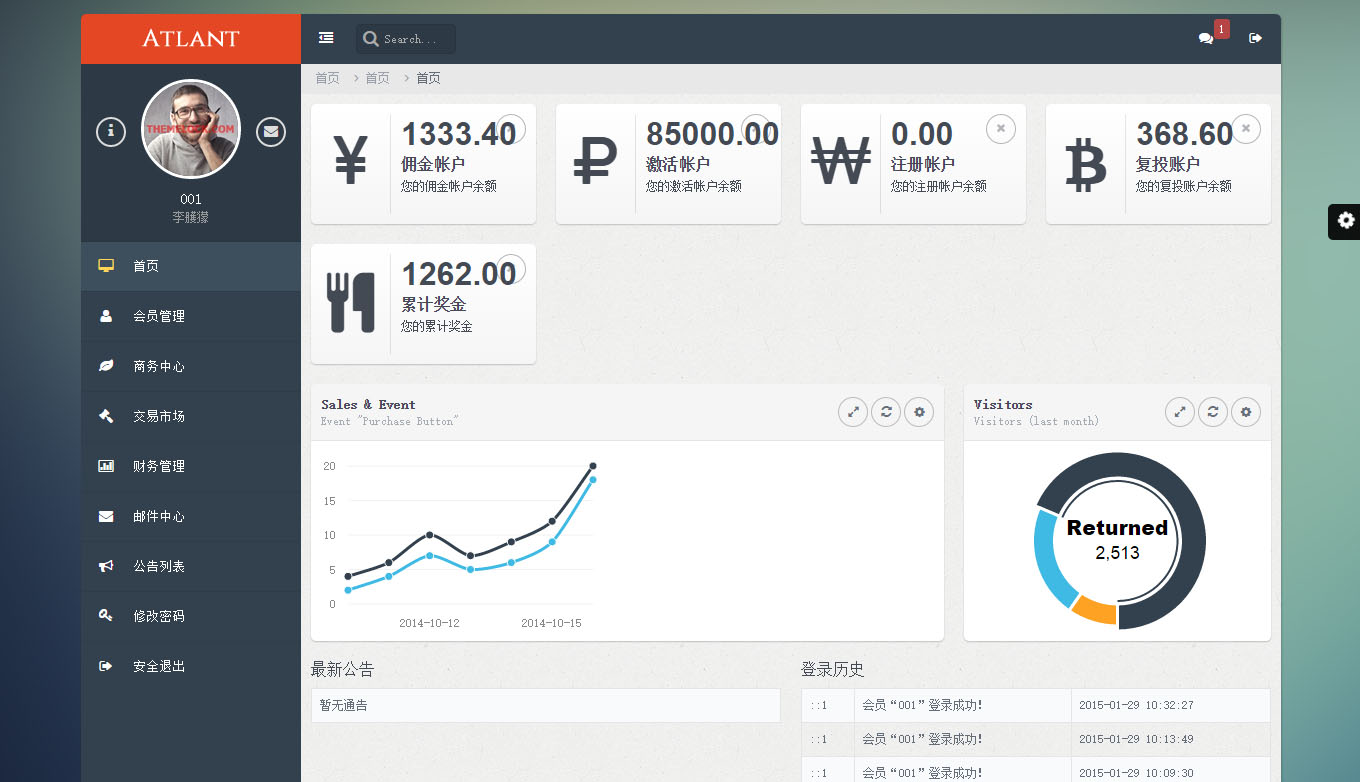 ATLANT
Search...
1
首页 > 首页 > 首页
THEMELOCK.COM
001
首页
会员管理
商务中心
交易市场
财务管理
邮件中心
公告列表
修改密码
安全退出
¥
1333.40
佣金帐户
您的佣金帐户余额
₽
85000.00
激活帐户
您的激活帐户余额
₩
0.00
注册帐户
您的注册帐户余额
368.60
复投账户
您的复投账户余额
1262.00
累计奖金
您的累计奖金
Sales & Event
Event "Purchase Button"
20
15
10
5
0
2014-10-12 2014-10-15
Visitors
Visitors (last month)
Returned
2,513
最新公告
暂无通告
登录历史
::1 会员“001”登录成功! 2015-01-29 10:32:27
::1 会员“001”登录成功! 2015-01-29 10:13:49
::1 会员“001”登录成功! 2015-01-29 10:09:30